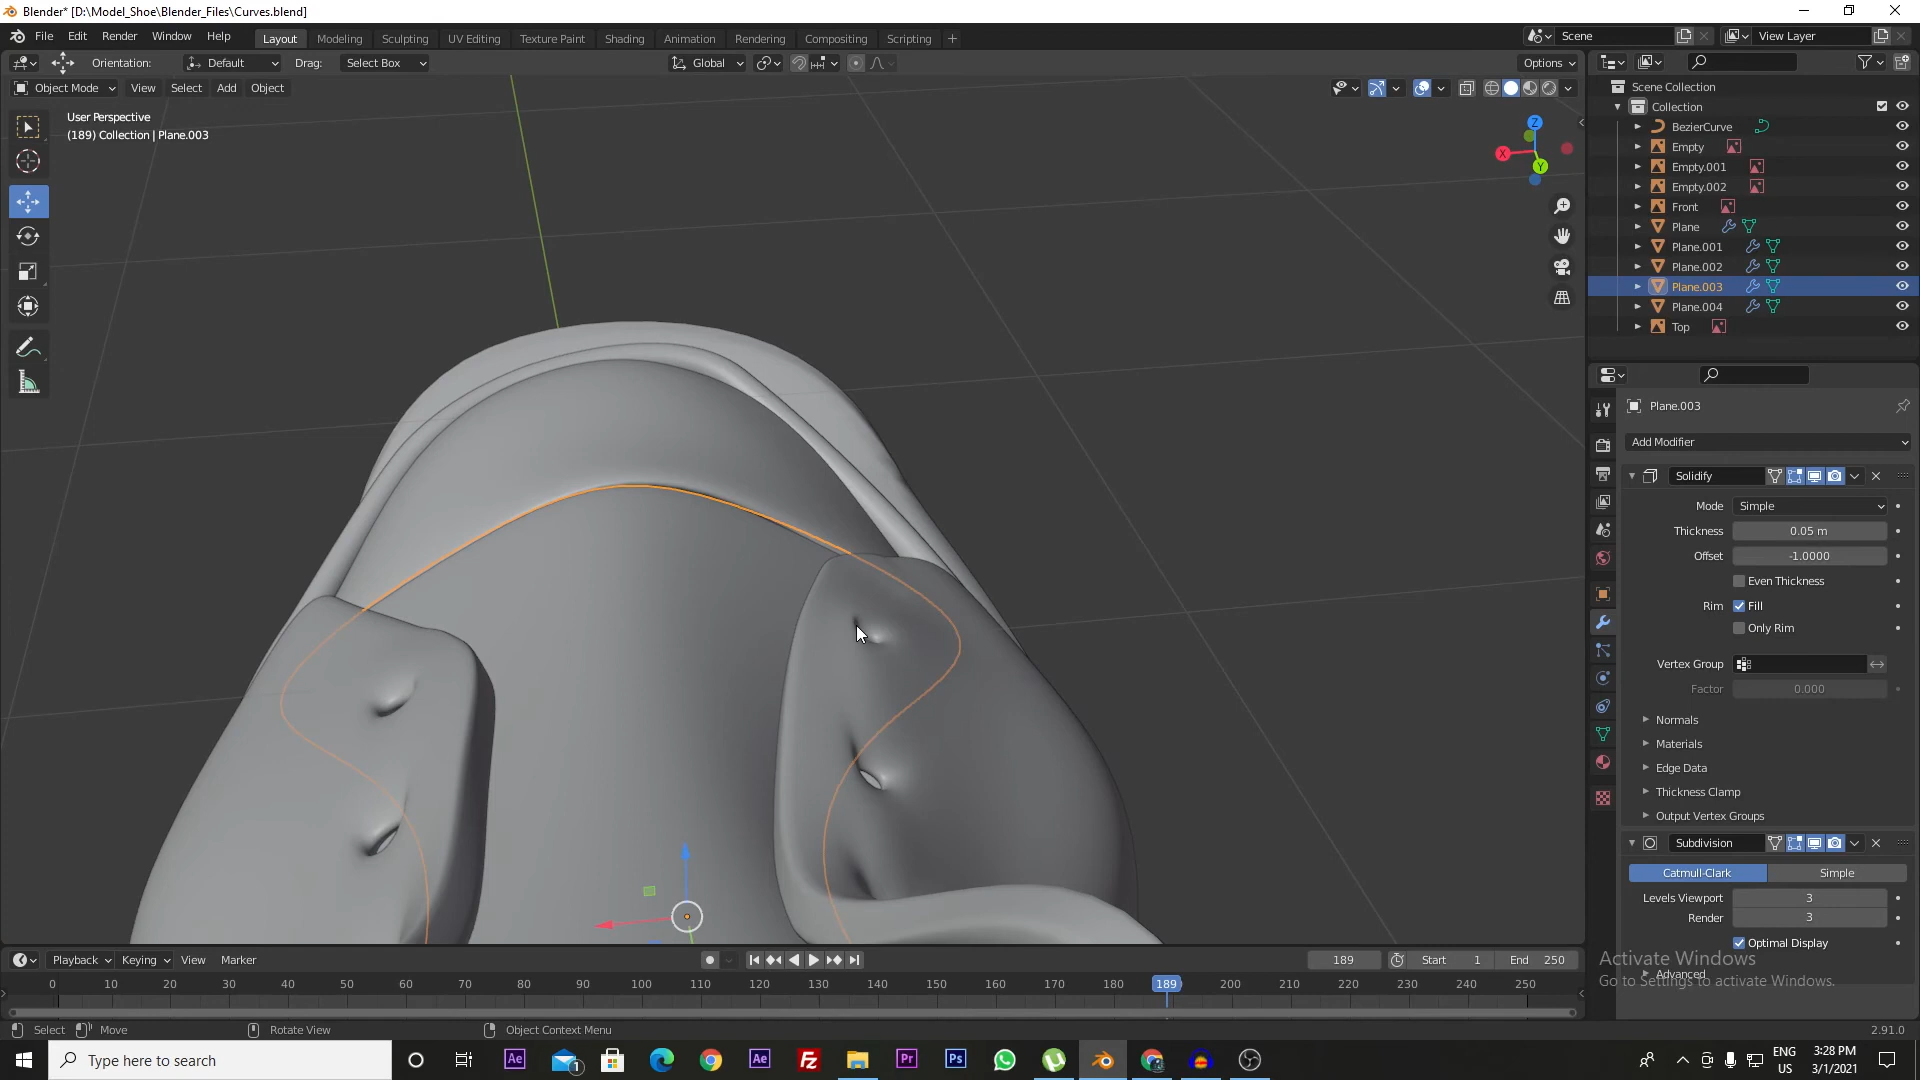 Blender* [D:\Model_Shoe\Blender_Files\Curves.blend]
File Edit Render Window Help
Layout Modeling Sculpting UV Editing Texture Paint Shading Animation Rendering Compositing Scripting +
Scene
View Layer
Orientation: Default Drag: Select Box
Global
Options
Object Mode View Select Add Object
User Perspective
(189) Collection | Plane.003
Z
X
Y
Scene Collection
Collection
BezierCurve
Empty
Empty.001
Empty.002
Front
Plane
Plane.001
Plane.002
Plane.003
Plane.004
Top
Plane.003
Add Modifier
Solidify
Mode Simple
Thickness 0.05 m
Offset -1.0000
Even Thickness
Rim Fill
Only Rim
Vertex Group
Factor 0.000
Normals
Materials
Edge Data
Thickness Clamp
Output Vertex Groups
Subdivision
Catmull-Clark Simple
Levels Viewport 3
Render 3
Optimal Display
Advanced
Activate Windows
Go to Settings to activate Windows.
Playback Keying View Marker
189 Start 1 End 250
0 10 20 30 40 50 60 70 80 90 100 110 120 130 140 150 160 170 180 189 200 210 220 230 240 250
Select Move Rotate View Object Context Menu
2.91.0
Type here to search
Ae
1
Ae
Fz
Pr
Ps
ENG
US
3:28 PM
3/1/2021